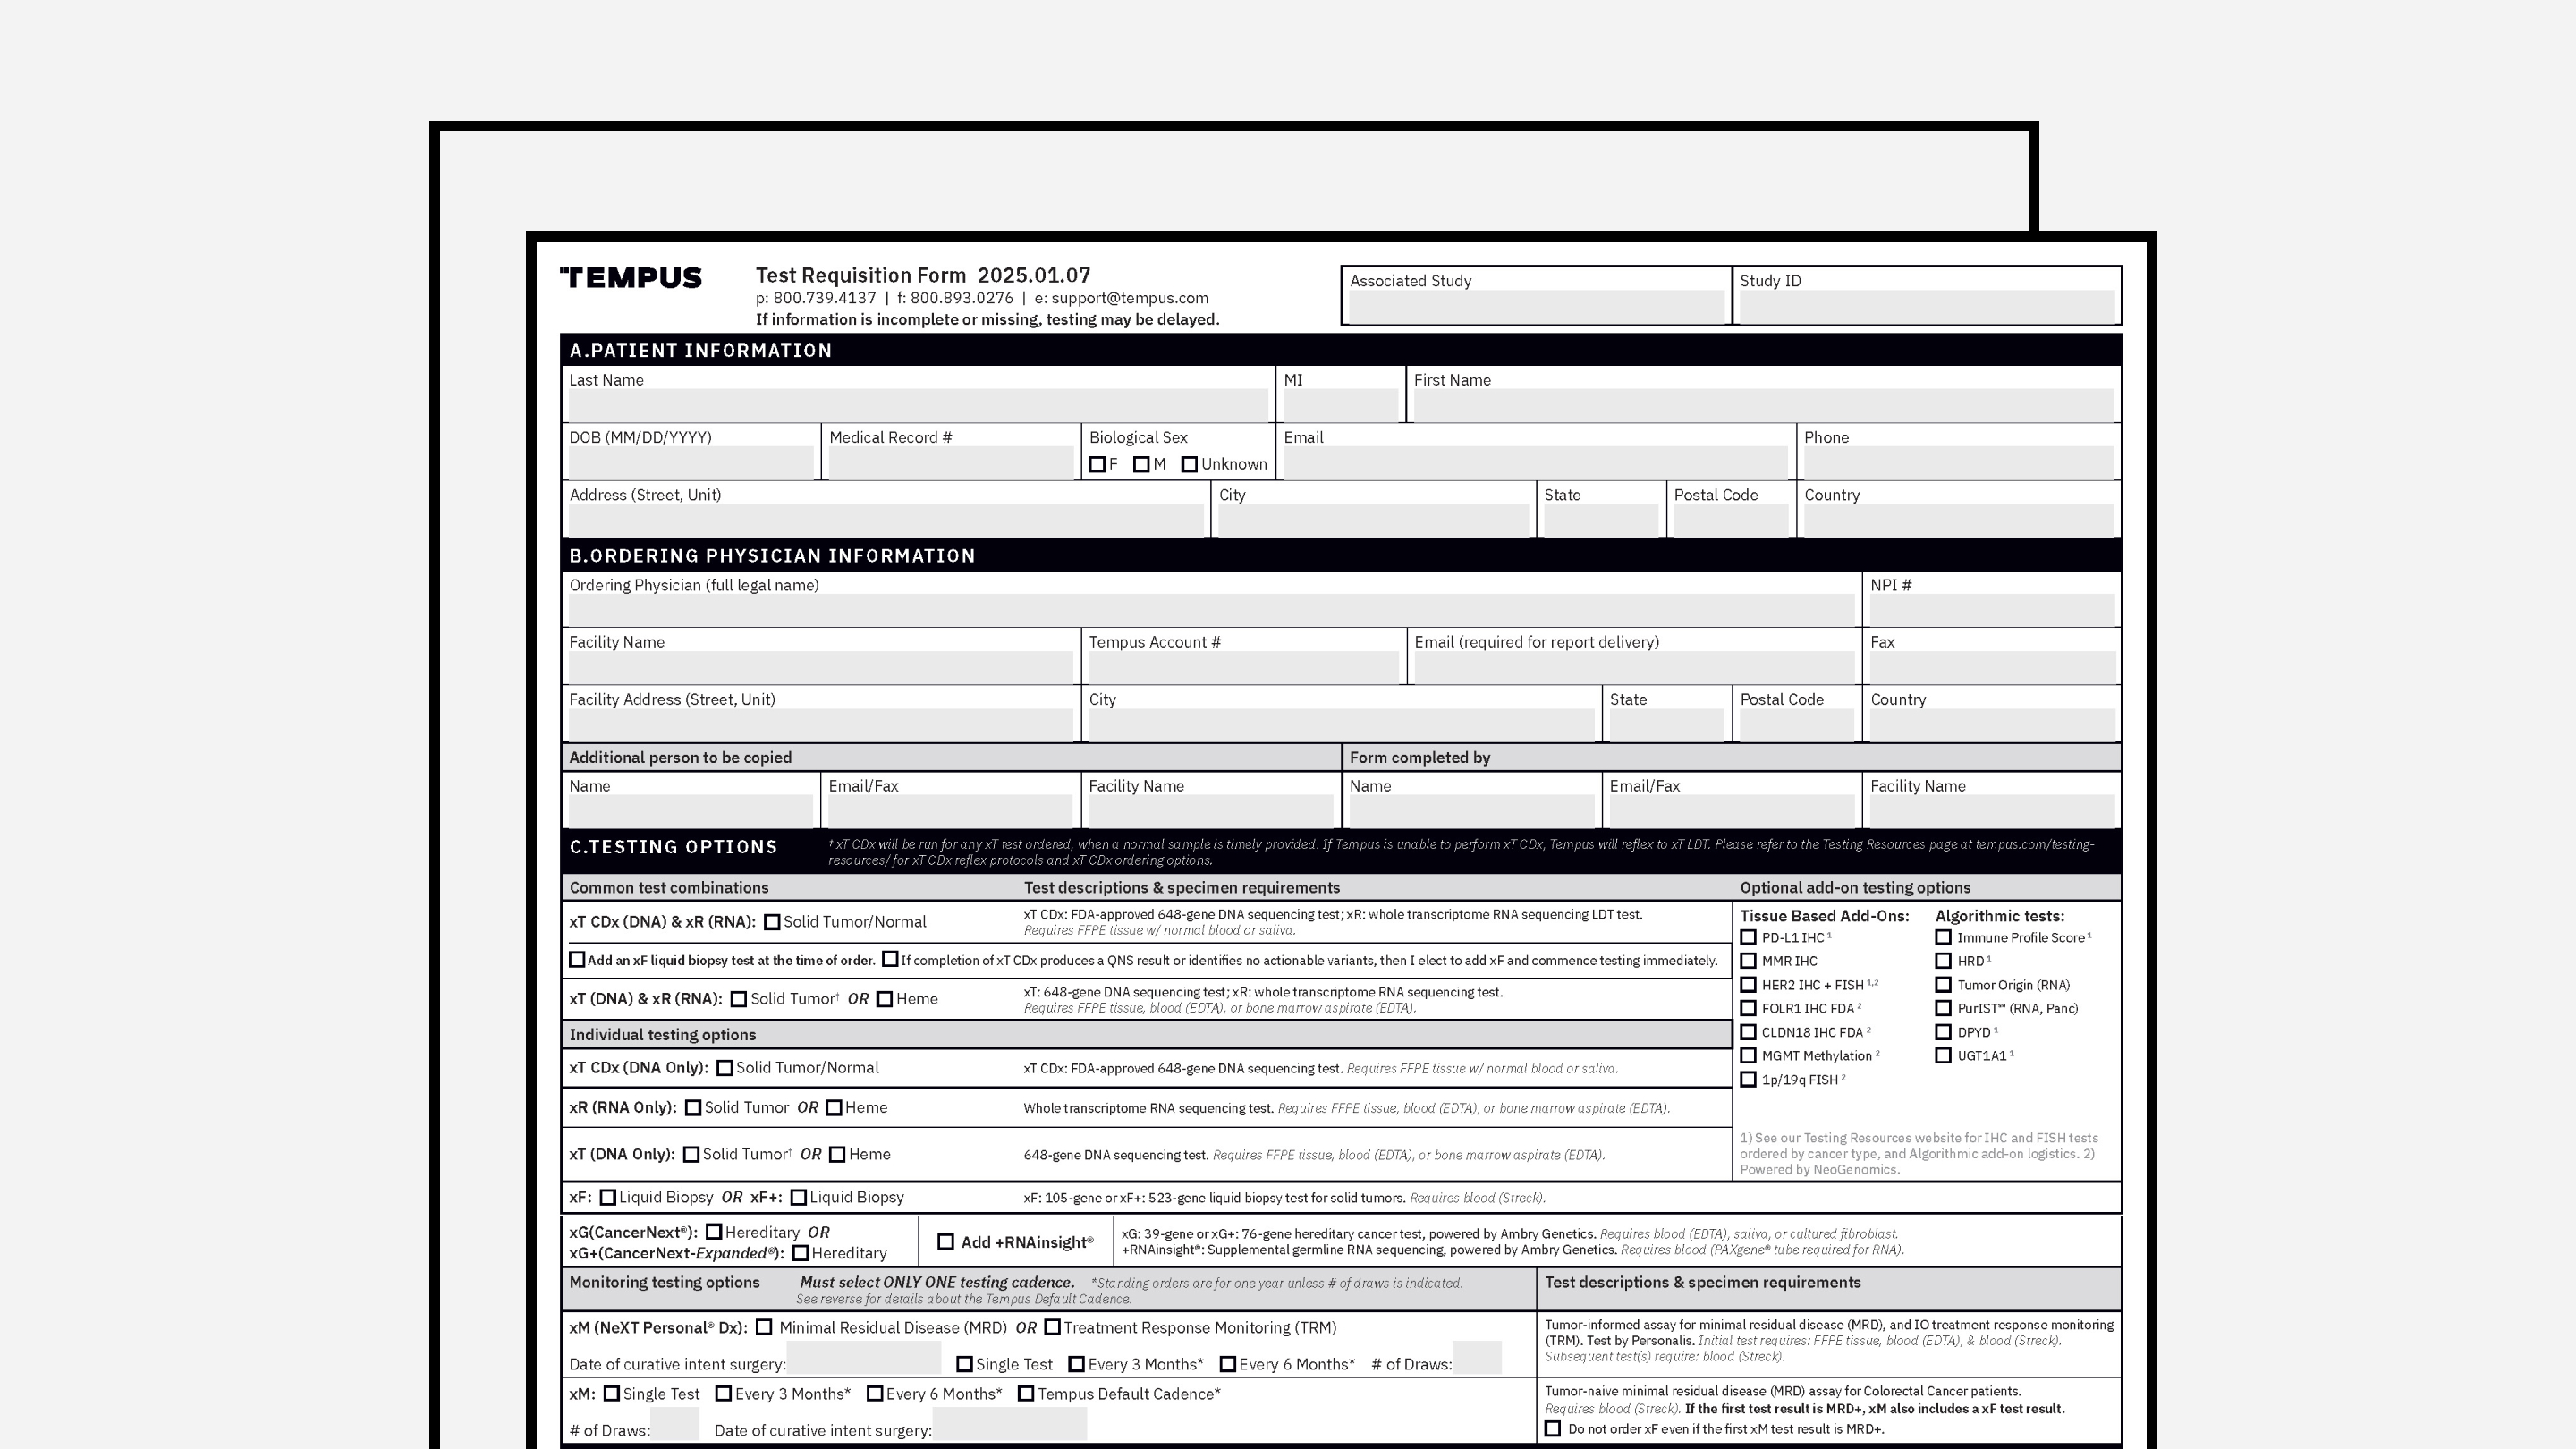 TEMPUS
Test Requisition Form 2025.01.07
p: 800.739.4137 | f: 800.893.0276 | e: support@tempus.com
If information is incomplete or missing, testing may be delayed.
Associated Study
Study ID
A.PATIENT INFORMATION
Last Name
MI
First Name
DOB (MM/DD/YYYY)
Medical Record #
Biological Sex
F M Unknown
Email
Phone
Address (Street, Unit)
City
State
Postal Code
Country
B.ORDERING PHYSICIAN INFORMATION
Ordering Physician (full legal name)
NPI #
Facility Name
Tempus Account #
Email (required for report delivery)
Fax
Facility Address (Street, Unit)
City
State
Postal Code
Country
Additional person to be copied
Form completed by
Name
Email/Fax
Facility Name
Name
Email/Fax
Facility Name
C.TESTING OPTIONS
† xT CDx will be run for any xT test ordered, when a normal sample is timely provided. If Tempus is unable to perform xT CDx, Tempus will reflex to xT LDT. Please refer to the Testing Resources page at tempus.com/testing-
resources/ for xT CDx reflex protocols and xT CDx ordering options.
Common test combinations
Test descriptions & specimen requirements
Optional add-on testing options
xT CDx (DNA) & xR (RNA): Solid Tumor/Normal
xT CDx: FDA-approved 648-gene DNA sequencing test; xR: whole transcriptome RNA sequencing LDT test.
Requires FFPE tissue w/ normal blood or saliva.
Add an xF liquid biopsy test at the time of order. If completion of xT CDx produces a QNS result or identifies no actionable variants, then I elect to add xF and commence testing immediately.
xT (DNA) & xR (RNA): Solid Tumor† OR Heme
xT: 648-gene DNA sequencing test; xR: whole transcriptome RNA sequencing test.
Requires FFPE tissue, blood (EDTA), or bone marrow aspirate (EDTA).
Individual testing options
xT CDx (DNA Only): Solid Tumor/Normal
xT CDx: FDA-approved 648-gene DNA sequencing test. Requires FFPE tissue w/ normal blood or saliva.
xR (RNA Only): Solid Tumor OR Heme
Whole transcriptome RNA sequencing test. Requires FFPE tissue, blood (EDTA), or bone marrow aspirate (EDTA).
xT (DNA Only): Solid Tumor† OR Heme
648-gene DNA sequencing test. Requires FFPE tissue, blood (EDTA), or bone marrow aspirate (EDTA).
Tissue Based Add-Ons:
PD-L1 IHC ¹
MMR IHC
HER2 IHC + FISH ¹,²
FOLR1 IHC FDA ²
CLDN18 IHC FDA ²
MGMT Methylation ²
1p/19q FISH ²
Algorithmic tests:
Immune Profile Score ¹
HRD ¹
Tumor Origin (RNA)
PurIST™ (RNA, Panc)
DPYD ¹
UGT1A1 ¹
1) See our Testing Resources website for IHC and FISH tests
ordered by cancer type, and Algorithmic add-on logistics. 2)
Powered by NeoGenomics.
xF: Liquid Biopsy OR xF+: Liquid Biopsy
xF: 105-gene or xF+: 523-gene liquid biopsy test for solid tumors. Requires blood (Streck).
xG(CancerNext®): Hereditary OR
xG+(CancerNext-Expanded®): Hereditary
Add +RNAinsight®
xG: 39-gene or xG+: 76-gene hereditary cancer test, powered by Ambry Genetics. Requires blood (EDTA), saliva, or cultured fibroblast.
+RNAinsight®: Supplemental germline RNA sequencing, powered by Ambry Genetics. Requires blood (PAXgene® tube required for RNA).
Monitoring testing options Must select ONLY ONE testing cadence. *Standing orders are for one year unless # of draws is indicated.
See reverse for details about the Tempus Default Cadence.
Test descriptions & specimen requirements
xM (NeXT Personal® Dx): Minimal Residual Disease (MRD) OR Treatment Response Monitoring (TRM)
Date of curative intent surgery: Single Test Every 3 Months* Every 6 Months* # of Draws:
Tumor-informed assay for minimal residual disease (MRD), and IO treatment response monitoring
(TRM). Test by Personalis. Initial test requires: FFPE tissue, blood (EDTA), & blood (Streck).
Subsequent test(s) require: blood (Streck).
xM: Single Test Every 3 Months* Every 6 Months* Tempus Default Cadence*
# of Draws: Date of curative intent surgery:
Tumor-naive minimal residual disease (MRD) assay for Colorectal Cancer patients.
Requires blood (Streck). If the first test result is MRD+, xM also includes a xF test result.
Do not order xF even if the first xM test result is MRD+.